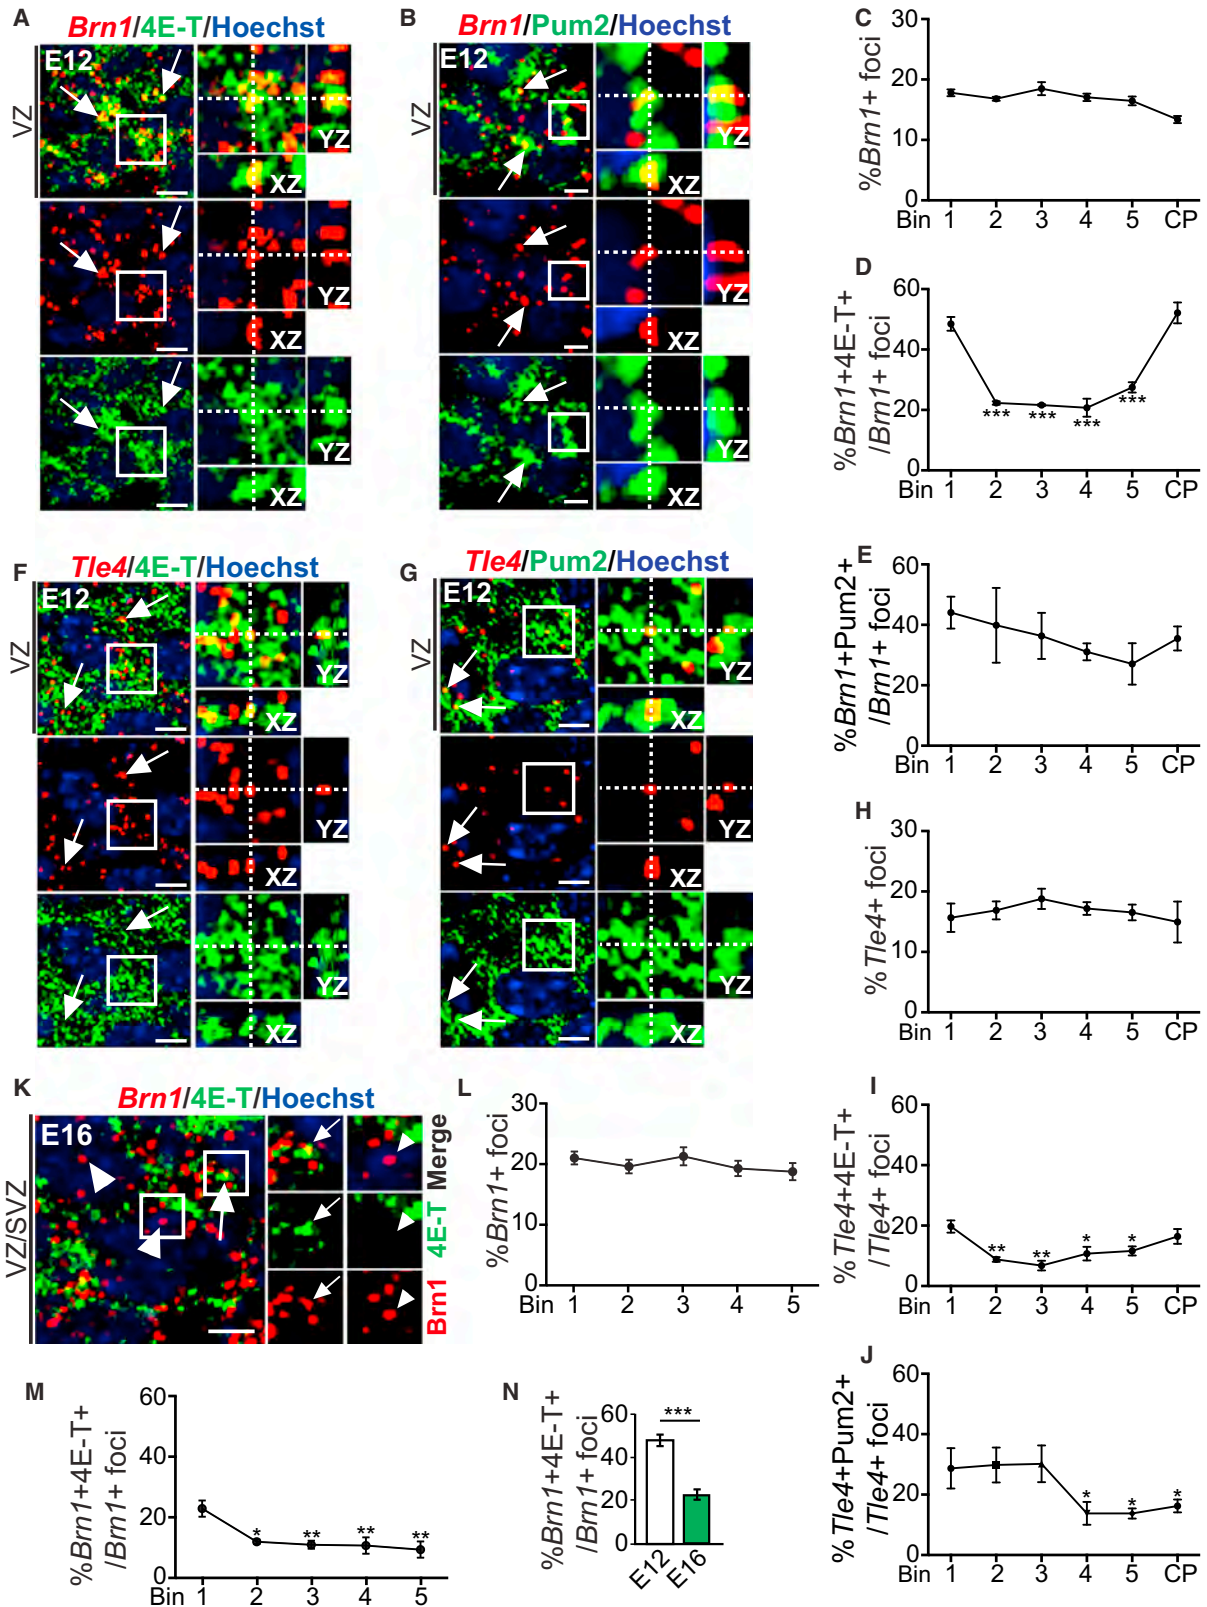 A
Brn1/4E-T/Hoechst
E12
VZ
YZ
XZ
YZ
XZ
YZ
XZ
B
Brn1/Pum2/Hoechst
E12
VZ
YZ
XZ
YZ
XZ
YZ
XZ
C
%Brn1+ foci
30
20
10
0
Bin 1 2 3 4 5 CP
D
%Brn1+4E-T+
/Brn1+ foci
60
40
20
0
*** *** *** ***
Bin 1 2 3 4 5 CP
E
%Brn1+Pum2+
/Brn1+ foci
60
40
20
0
Bin 1 2 3 4 5 CP
F
Tle4/4E-T/Hoechst
E12
VZ
YZ
XZ
YZ
XZ
YZ
XZ
G
Tle4/Pum2/Hoechst
E12
VZ
YZ
XZ
YZ
XZ
YZ
XZ
H
%Tle4+ foci
30
20
10
0
Bin 1 2 3 4 5 CP
I
%Tle4+4E-T+
/Tle4+ foci
60
40
20
0
** ** * *
Bin 1 2 3 4 5 CP
J
%Tle4+Pum2+
/Tle4+ foci
60
40
20
0
* * *
Bin 1 2 3 4 5 CP
K
Brn1/4E-T/Hoechst
E16
VZ/SVZ
Merge
4E-T
Brn1
L
%Brn1+ foci
30
20
10
0
Bin 1 2 3 4 5
M
%Brn1+4E-T+
/Brn1+ foci
60
40
20
0
* ** ** **
Bin 1 2 3 4 5
N
%Brn1+4E-T+
/Brn1+ foci
60
40
20
0
***
E12
E16